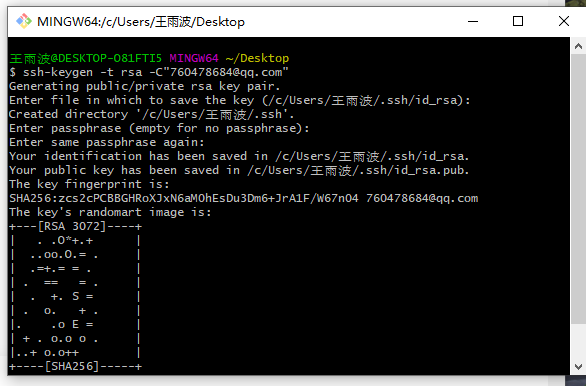 MINGW64:/c/Users/王雨波/Desktop
王雨波@DESKTOP-O81FTI5 MINGW64 ~/Desktop
$ ssh-keygen -t rsa -C"760478684@qq.com"
Generating public/private rsa key pair.
Enter file in which to save the key (/c/Users/王雨波/.ssh/id_rsa):
Created directory '/c/Users/王雨波/.ssh'.
Enter passphrase (empty for no passphrase):
Enter same passphrase again:
Your identification has been saved in /c/Users/王雨波/.ssh/id_rsa.
Your public key has been saved in /c/Users/王雨波/.ssh/id_rsa.pub.
The key fingerprint is:
SHA256:zcs2cPCBBGHRoXJxN6aMOhEsDu3Dm6+JrA1F/W67nO4 760478684@qq.com
The key's randomart image is:
+---[RSA 3072]----+
|   . .O*+.+      |
|  ..oo.O.= .     |
|  .=+.= = .      |
| .  ==   = .     |
|  .  +. S =      |
| .  o.   + .     |
|.    .o E =      |
| + . o.o o .     |
|..+ o.o++        |
+----[SHA256]-----+